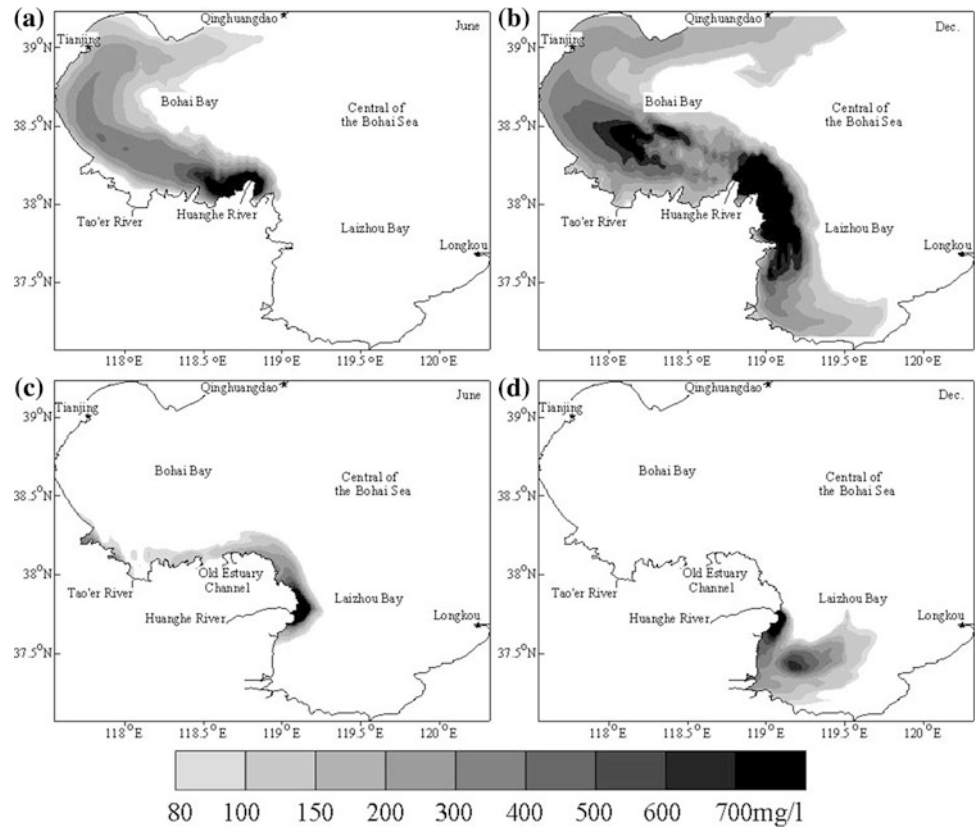 (a)
Qinghuangdao
June
Tianjing
39°N
Bohai Bay
Central of
the Bohai Sea
38.5°N
38°N
Tao'er River
Huanghe River
Laizhou Bay
Longkou
37.5°N
118°E
118.5°E
119°E
119.5°E
120°E
(b)
Qinghuangdao
Dec.
Tianjing
39°N
Bohai Bay
Central of
the Bohai Sea
38.5°N
38°N
Tao'er River
Huanghe River
Laizhou Bay
Longkou
37.5°N
118°E
118.5°E
119°E
119.5°E
120°E
(c)
Qinghuangdao
June
Tianjing
39°N
Bohai Bay
Central of
the Bohai Sea
38.5°N
38°N
Old Estuary
Channel
Tao'er River
Laizhou Bay
Huanghe River
Longkou
37.5°N
118°E
118.5°E
119°E
119.5°E
120°E
(d)
Qinghuangdao
Dec.
Tianjing
39°N
Bohai Bay
Central of
the Bohai Sea
38.5°N
38°N
Old Estuary
Channel
Tao'er River
Laizhou Bay
Huanghe River
Longkou
37.5°N
118°E
118.5°E
119°E
119.5°E
120°E
80 100 150 200 300 400 500 600 700mg/l